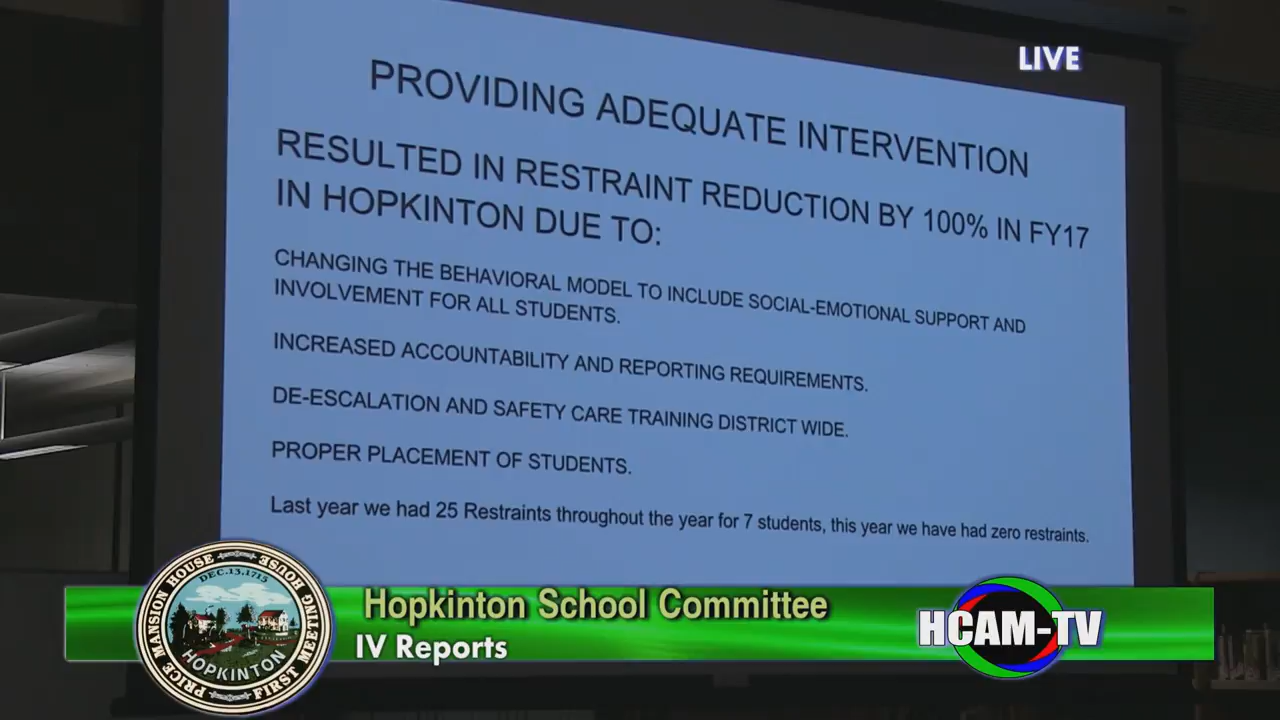 LIVE
PROVIDING ADEQUATE INTERVENTION
RESULTED IN RESTRAINT REDUCTION BY 100% IN FY17
IN HOPKINTON DUE TO:
CHANGING THE BEHAVIORAL MODEL TO INCLUDE SOCIAL-EMOTIONAL SUPPORT AND
INVOLVEMENT FOR ALL STUDENTS.
INCREASED ACCOUNTABILITY AND REPORTING REQUIREMENTS.
DE-ESCALATION AND SAFETY CARE TRAINING DISTRICT WIDE.
PROPER PLACEMENT OF STUDENTS.
Last year we had 25 Restraints throughout the year for 7 students, this year we have had zero restraints.
PRICE MANSION HOUSE
FIRST MEETING HOUSE
DEC.13.1715
HOPKINTON
Hopkinton School Committee
IV Reports
HCAM-TV